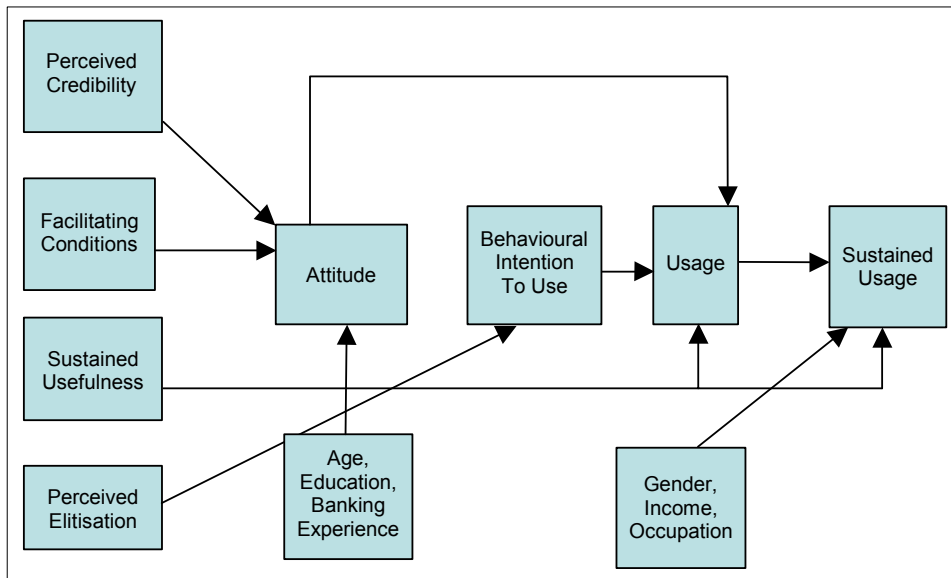 Perceived
Credibility
Facilitating
Conditions
Attitude
Behavioural
Intention
To Use
Usage
Sustained
Usage
Sustained
Usefulness
Perceived
Elitisation
Age,
Education,
Banking
Experience
Gender,
Income,
Occupation